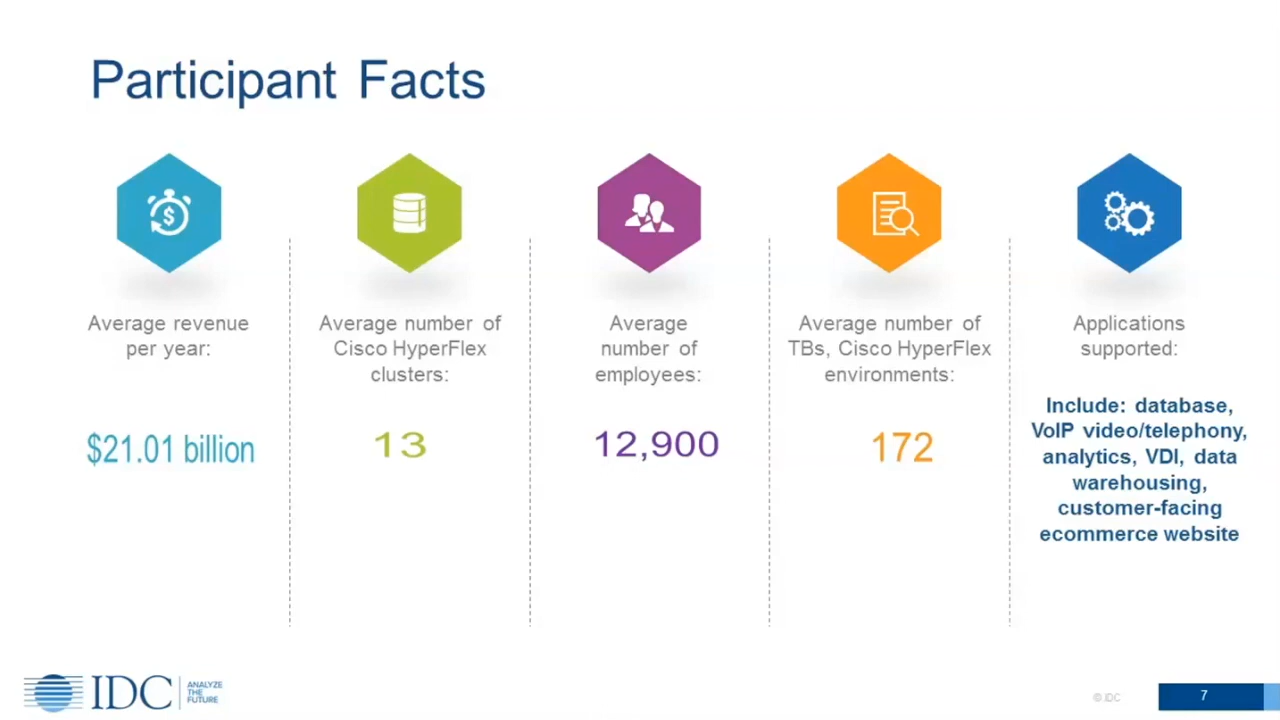 Participant Facts
$
Average revenue
per year:
$21.01 billion
Average number of
Cisco HyperFlex
clusters:
13
Average
number of
employees:
12,900
Average number of
TBs, Cisco HyperFlex
environments:
172
Applications
supported:
Include: database,
VoIP video/telephony,
analytics, VDI, data
warehousing,
customer-facing
ecommerce website
IDC
ANALYZE
THE
FUTURE
© IDC
7